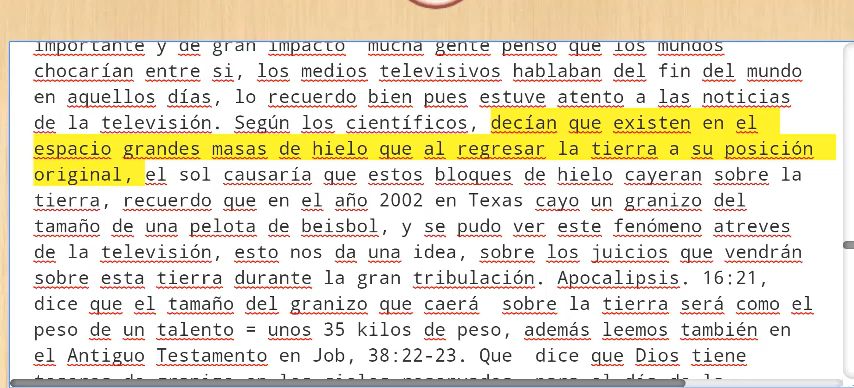 importante y de gran impacto  mucha gente pensó que los mundos
chocarían entre si, los medios televisivos hablaban del fin del mundo
en aquellos días, lo recuerdo bien pues estuve atento a las noticias
de la televisión. Según los científicos, decían que existen en el
espacio grandes masas de hielo que al regresar la tierra a su posición
original, el sol causaría que estos bloques de hielo cayeran sobre la
tierra, recuerdo que en el año 2002 en Texas cayo un granizo del
tamaño de una pelota de beisbol, y se pudo ver este fenómeno atreves
de la televisión, esto nos da una idea, sobre los juicios que vendrán
sobre esta tierra durante la gran tribulación. Apocalipsis. 16:21,
dice que el tamaño del granizo que caerá  sobre la tierra será como el
peso de un talento = unos 35 kilos de peso, además leemos también en
el Antiguo Testamento en Job, 38:22-23. Que  dice que Dios tiene